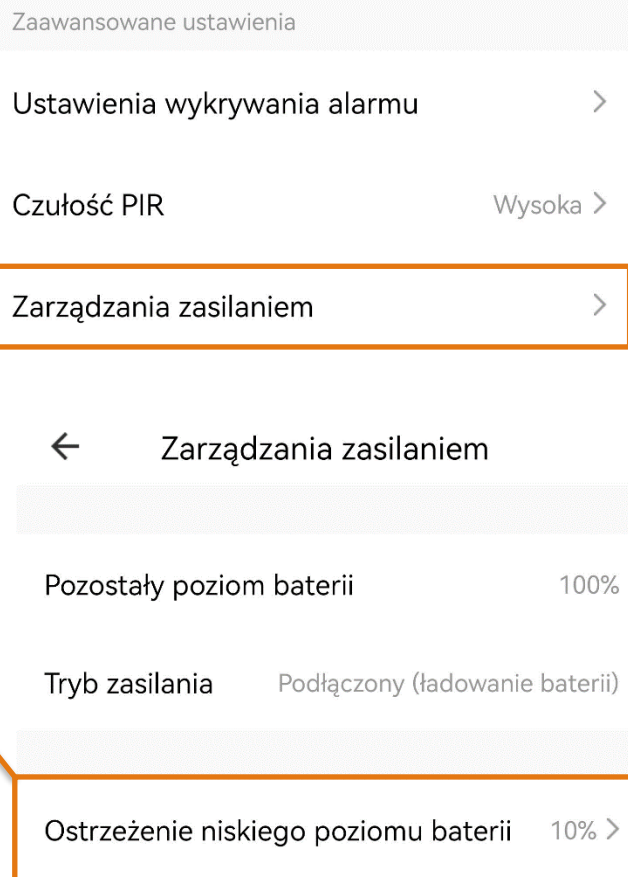 Zaawansowane ustawienia
Ustawienia wykrywania alarmu
Czułość PIR Wysoka
Zarządzania zasilaniem
Zarządzania zasilaniem
Pozostały poziom baterii 100%
Tryb zasilania Podłączony (ładowanie baterii)
Ostrzeżenie niskiego poziomu baterii 10%